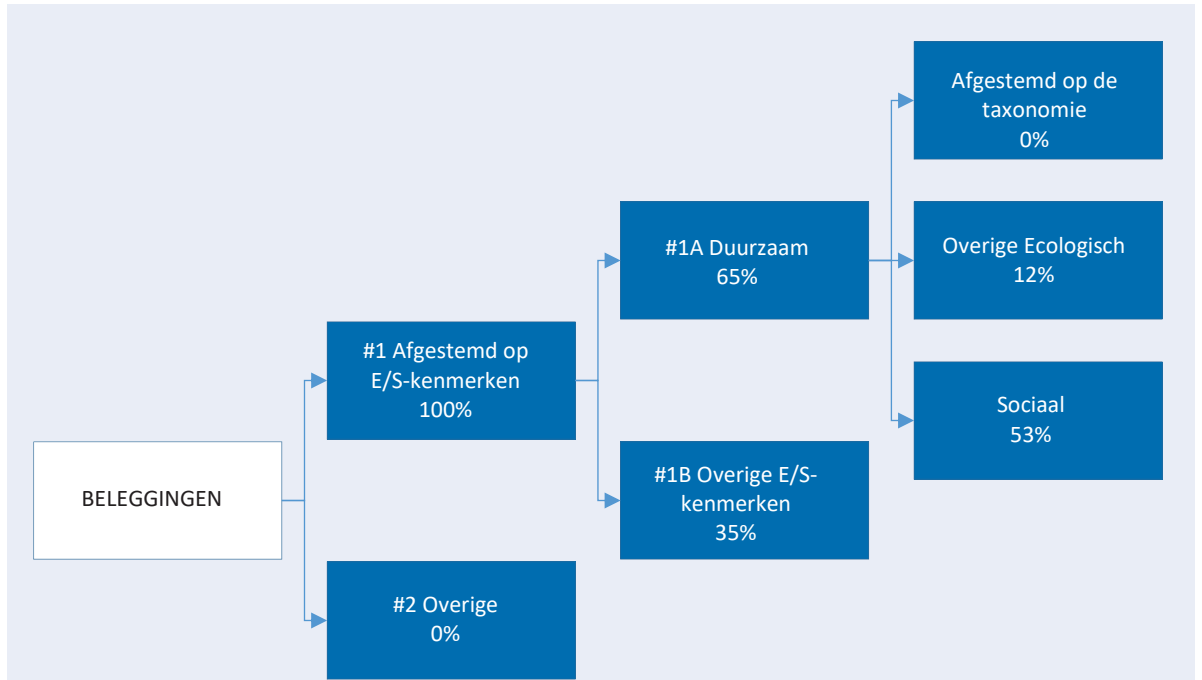 BELEGGINGEN
#1 Afgestemd op
E/S-kenmerken
100%
#2 Overige
0%
#1A Duurzaam
65%
#1B Overige E/S-
kenmerken
35%
Afgestemd op de
taxonomie
0%
Overige Ecologisch
12%
Sociaal
53%